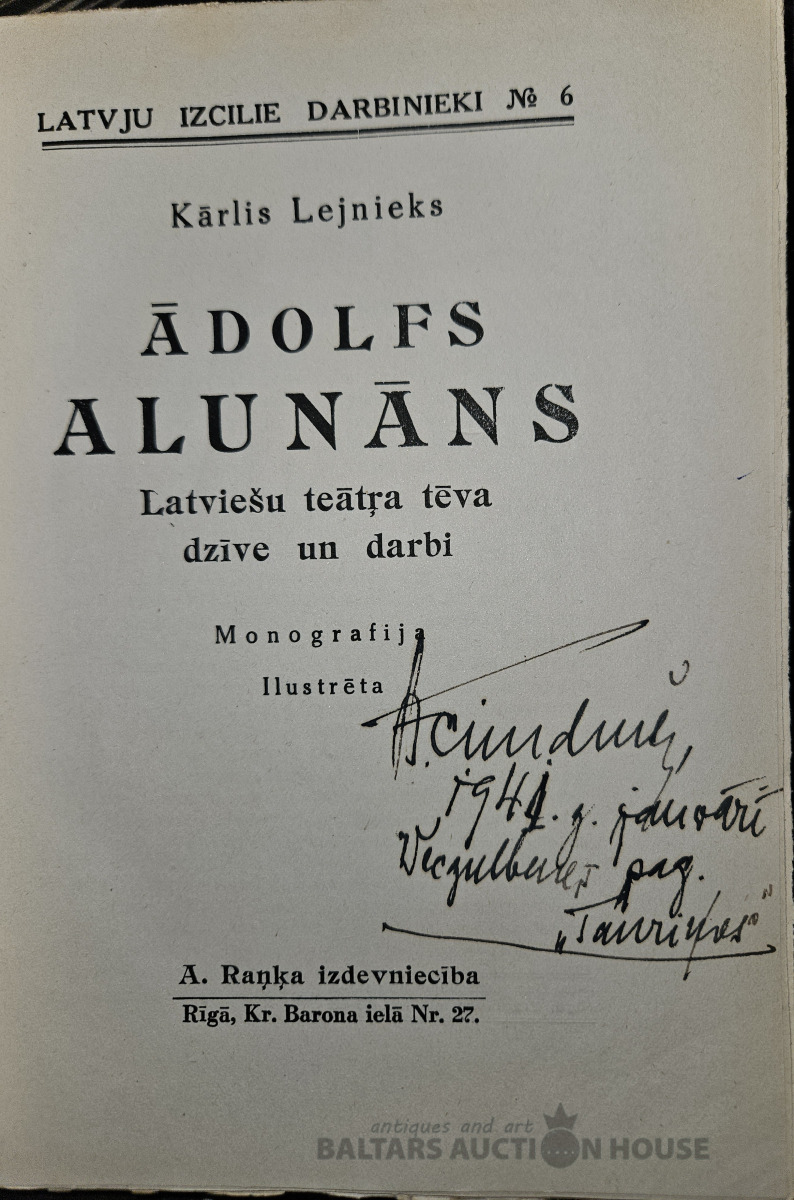 LATVJU IZCILIE DARBINIEKI № 6
Kārlis Lejnieks
ĀDOLFS
ALUNĀNS
Latviešu teātŗa tēva
dzīve un darbi
Monografija
Ilustrēta
1941. g. janvārī
Vecgulbenes pag.
A. Raņķa izdevniecība
Rīgā, Kr. Barona ielā Nr. 27.
antiques and art
BALTARS AUCTION HOUSE